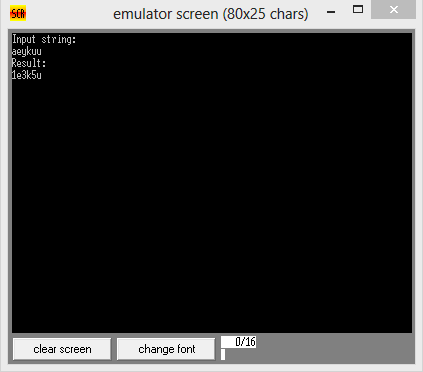 emulator screen (80x25 chars)
Input string:
aeykuu
Result:
1e3k5u
clear screen
change font
0/16